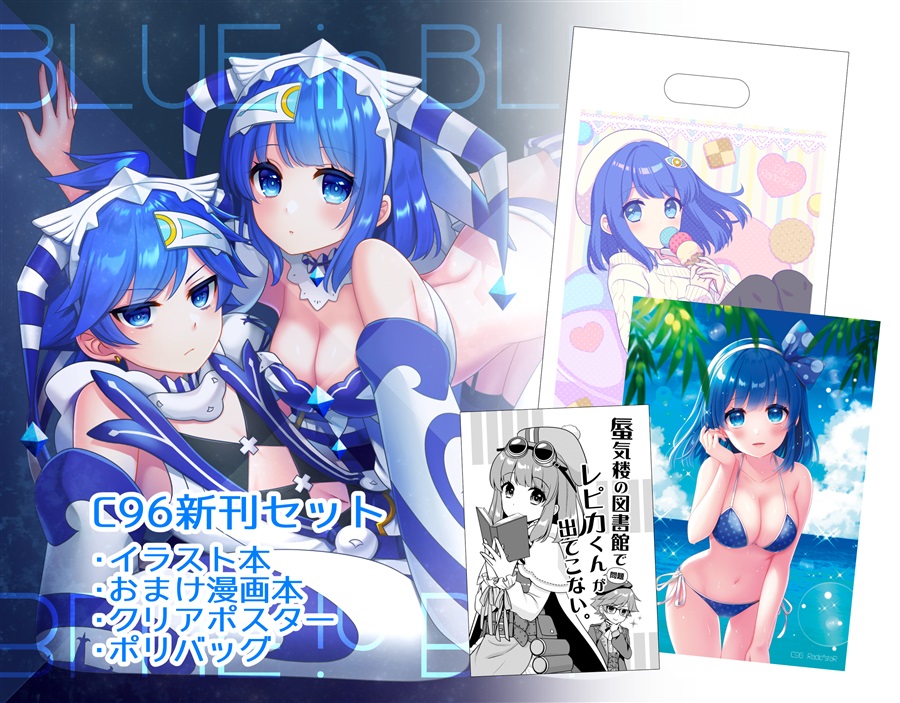 BLUE in BL
C96新刊セット
・イラスト本
・おまけ漫画本
・クリアポスター
・ポリバッグ
蜃気楼の図書館で
レピカくんが
出てこない。
問題